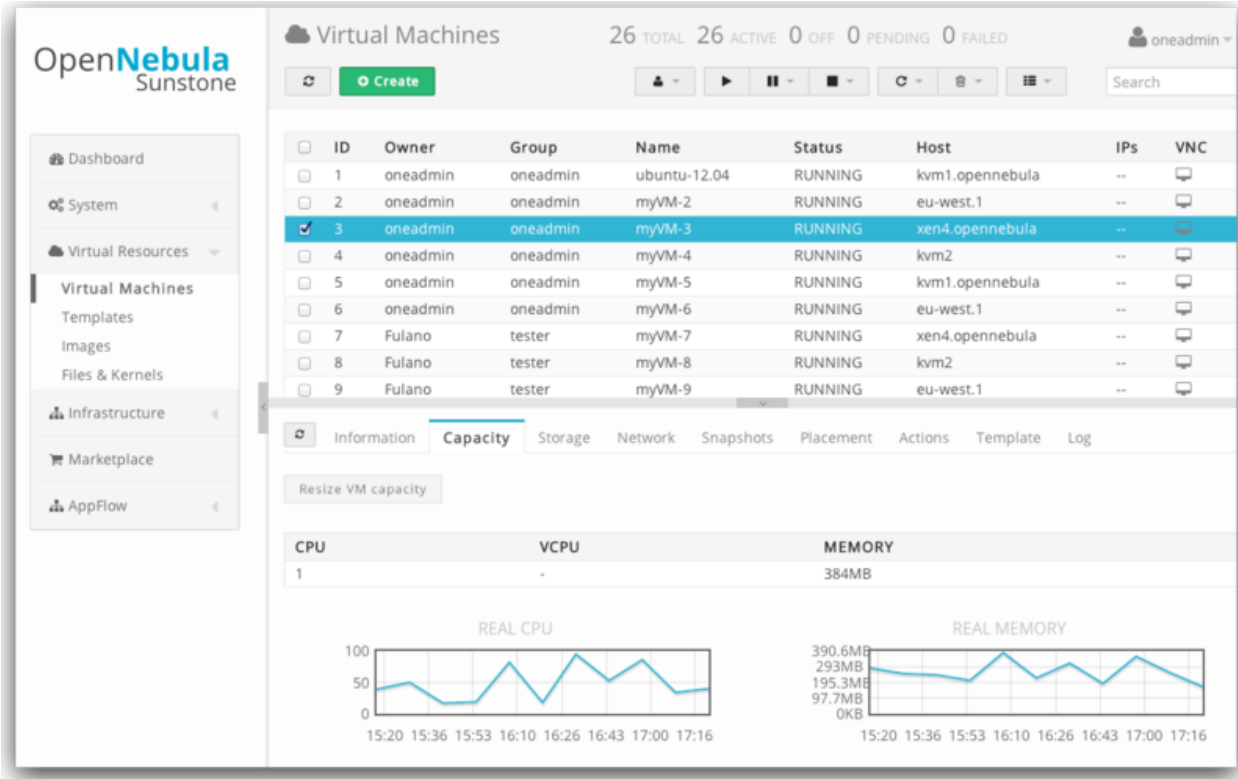 OpenNebula
Sunstone
Dashboard
System
Virtual Resources
Virtual Machines
Templates
Images
Files & Kernels
Infrastructure
Marketplace
AppFlow
Virtual Machines 26 TOTAL 26 ACTIVE 0 OFF 0 PENDING 0 FAILED oneadmin
Create Search
ID Owner Group Name Status Host IPs VNC
1 oneadmin oneadmin ubuntu-12.04 RUNNING kvm1.opennebula --
2 oneadmin oneadmin myVM-2 RUNNING eu-west.1 --
3 oneadmin oneadmin myVM-3 RUNNING xen4.opennebula --
4 oneadmin oneadmin myVM-4 RUNNING kvm2 --
5 oneadmin oneadmin myVM-5 RUNNING kvm1.opennebula --
6 oneadmin oneadmin myVM-6 RUNNING eu-west.1 --
7 Fulano tester myVM-7 RUNNING xen4.opennebula --
8 Fulano tester myVM-8 RUNNING kvm2 --
9 Fulano tester myVM-9 RUNNING eu-west.1 --
Information Capacity Storage Network Snapshots Placement Actions Template Log
Resize VM capacity
CPU VCPU MEMORY
1 - 384MB
REAL CPU
100
50
0
15:20 15:36 15:53 16:10 16:26 16:43 17:00 17:16
REAL MEMORY
390.6MB
293MB
195.3MB
97.7MB
0KB
15:20 15:36 15:53 16:10 16:26 16:43 17:00 17:16